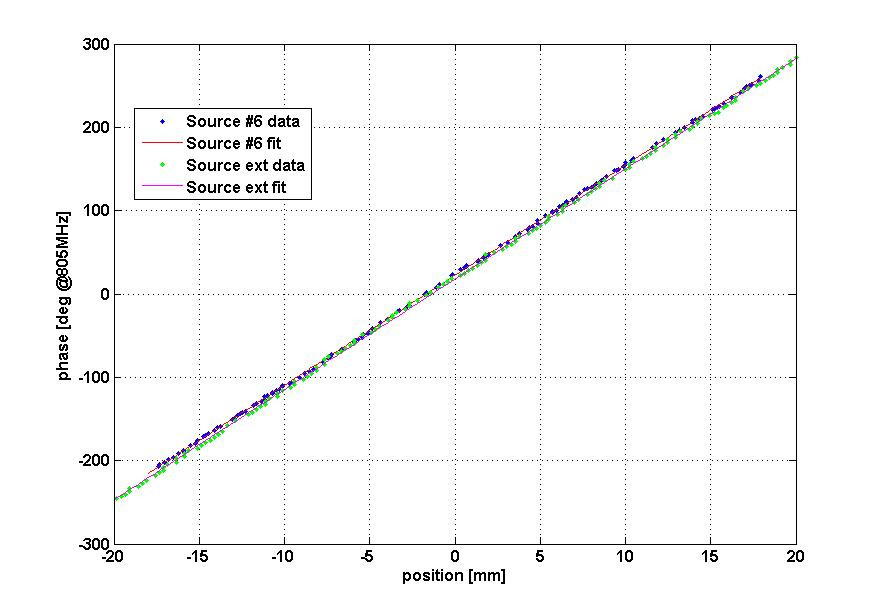 300
200
100
0
-100
-200
-300
phase [deg @805MHz]
Source #6 data
Source #6 fit
Source ext data
Source ext fit
-20 -15 -10 -5 0 5 10 15 20
position [mm]